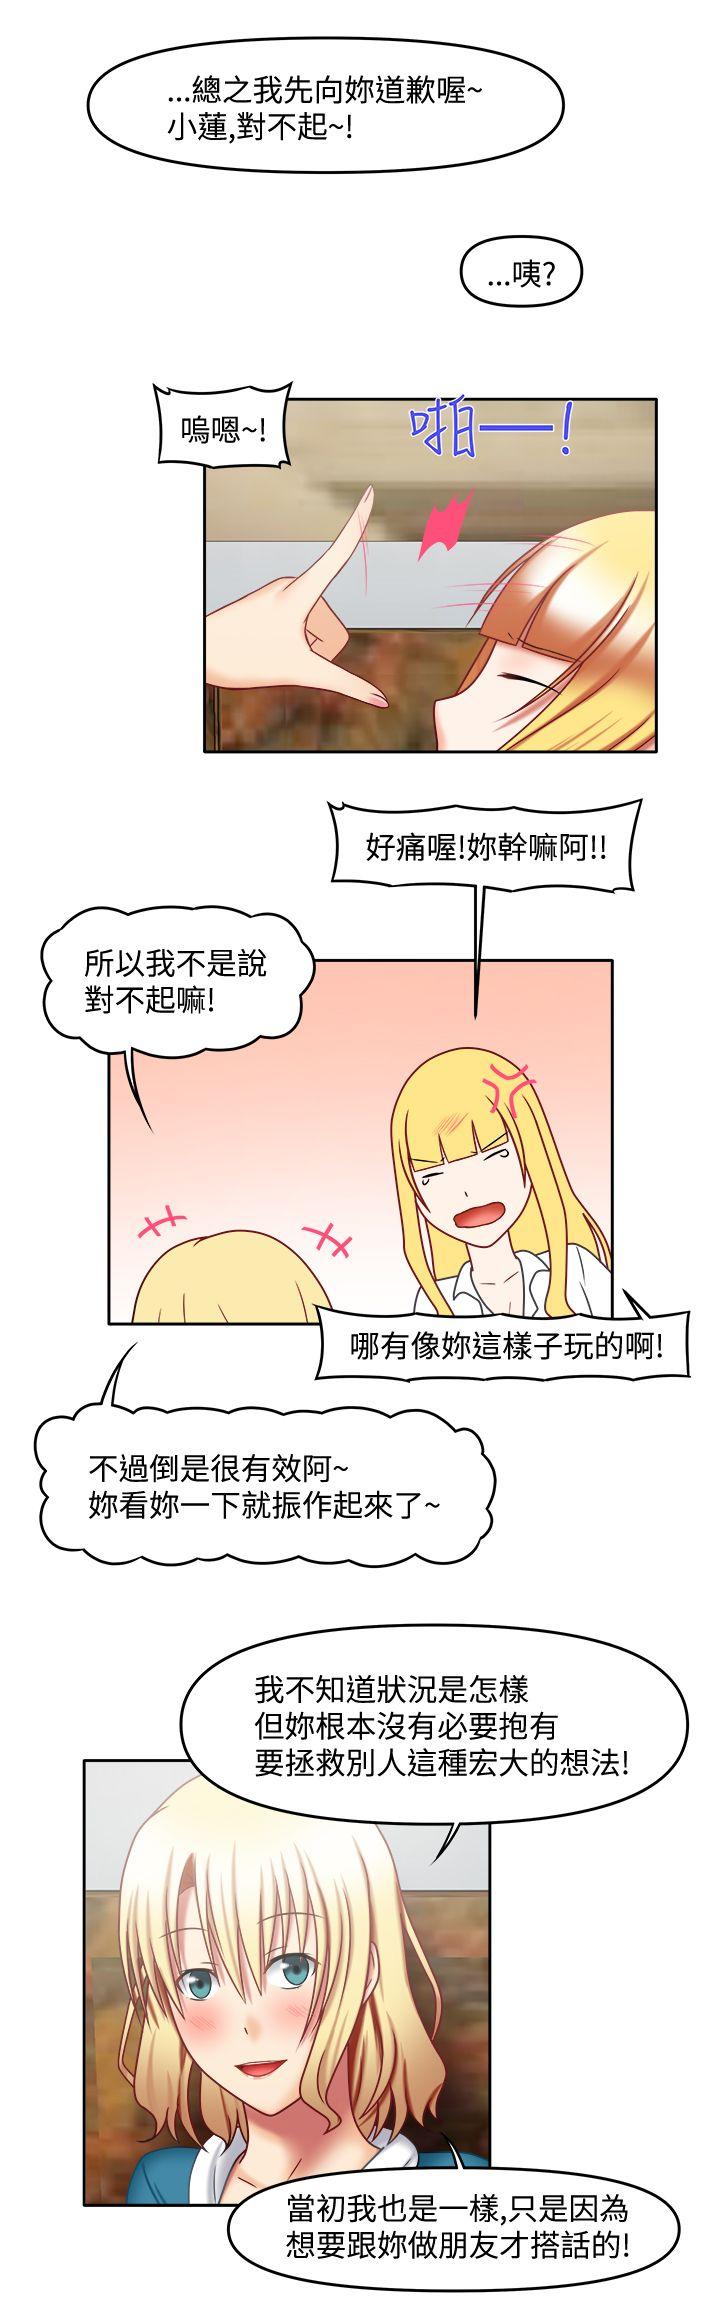 ...總之我先向妳道歉喔~
小蓮,對不起~!
...咦?
嗚嗯~!
啪──!
好痛喔!妳幹嘛阿!!
所以我不是說
對不起嘛!
哪有像妳這樣子玩的啊!
不過倒是很有效阿~
妳看妳一下就振作起來了~
我不知道狀況是怎樣
但妳根本沒有必要抱有
要拯救別人這種宏大的想法!
當初我也是一樣,只是因為
想要跟妳做朋友才搭話的!